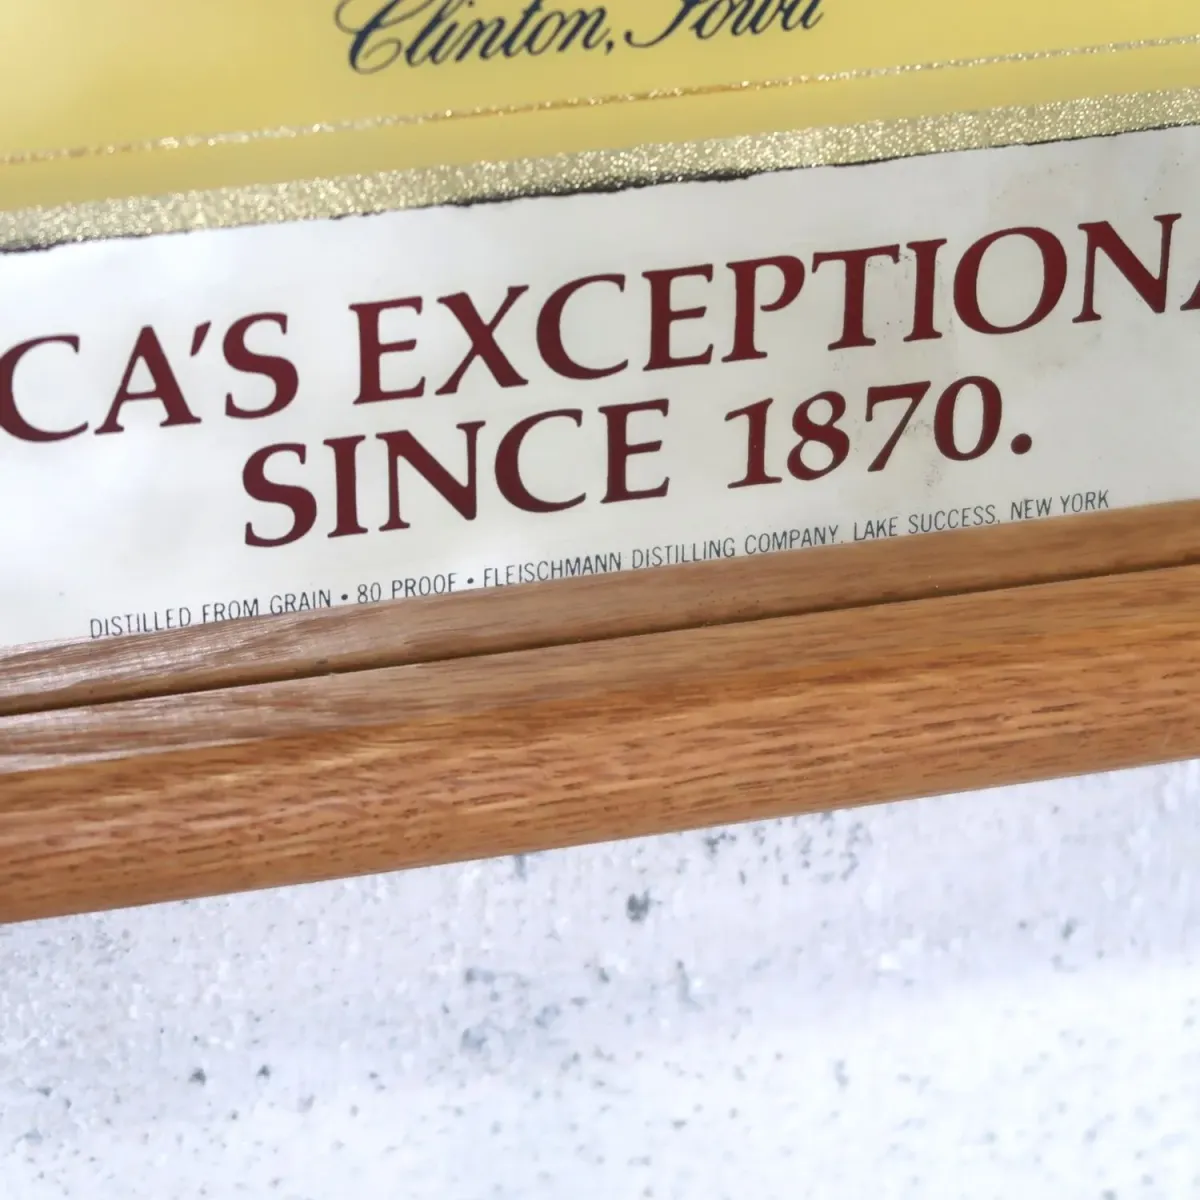 Clinton, Iowa
CA'S EXCEPTIONA
SINCE 1870.
DISTILLED FROM GRAIN • 80 PROOF • FLEISCHMANN DISTILLING COMPANY, LAKE SUCCESS, NEW YORK